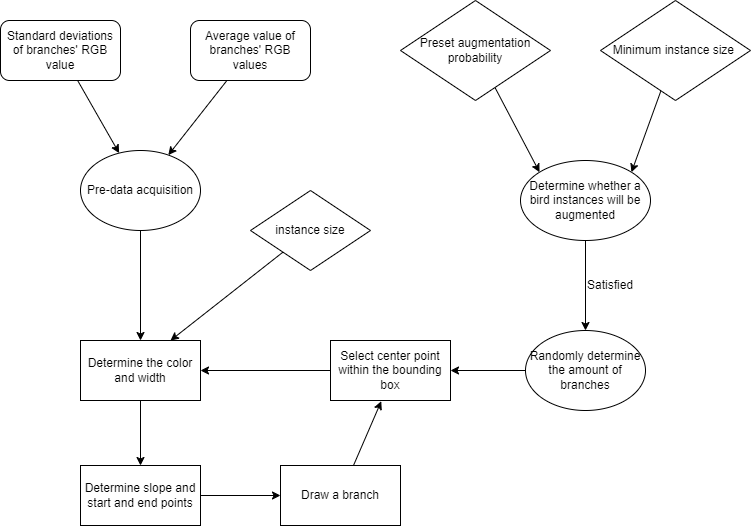 Standard deviations
of branches' RGB
value
Average value of
branches' RGB
values
Preset augmentation
probability
Minimum instance size
Pre-data acquisition
Determine whether a
bird instances will be
augmented
instance size
Satisfied
Determine the color
and width
Select center point
within the bounding
box
Randomly determine
the amount of
branches
Determine slope and
start and end points
Draw a branch